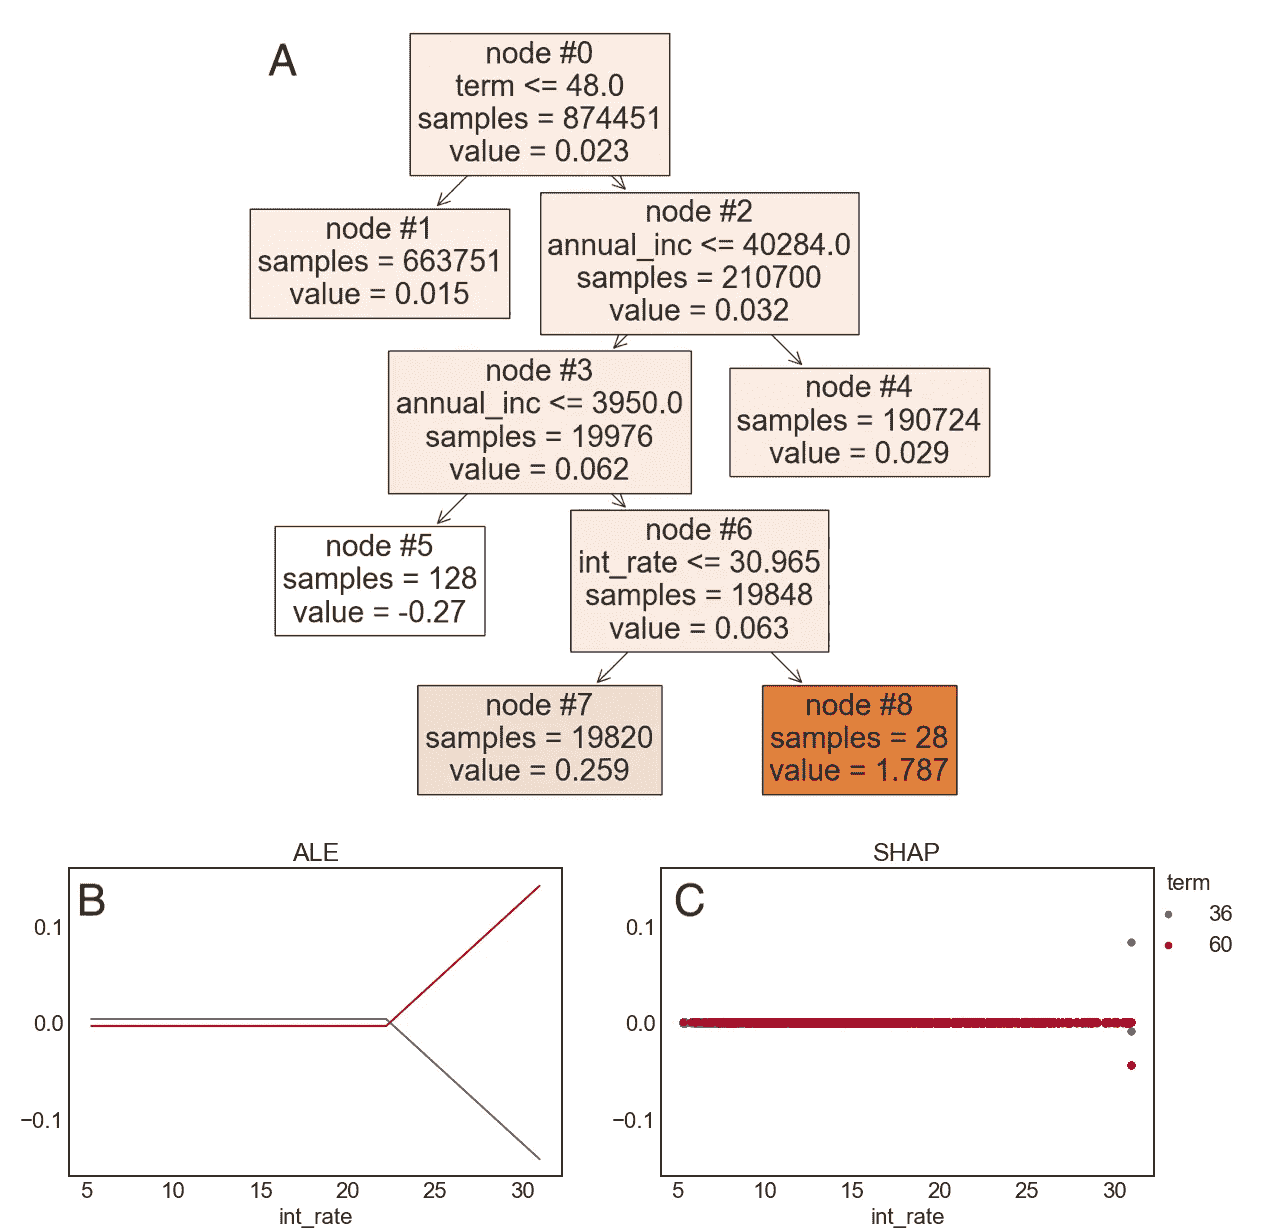 A
node #0
term <= 48.0
samples = 874451
value = 0.023
node #1
samples = 663751
value = 0.015
node #2
annual_inc <= 40284.0
samples = 210700
value = 0.032
node #3
annual_inc <= 3950.0
samples = 19976
value = 0.062
node #4
samples = 190724
value = 0.029
node #5
samples = 128
value = -0.27
node #6
int_rate <= 30.965
samples = 19848
value = 0.063
node #7
samples = 19820
value = 0.259
node #8
samples = 28
value = 1.787
ALE
B
0.1
0.0
−0.1
5 10 15 20 25 30
int_rate
SHAP
C
0.1
0.0
−0.1
5 10 15 20 25 30
int_rate
term
36
60